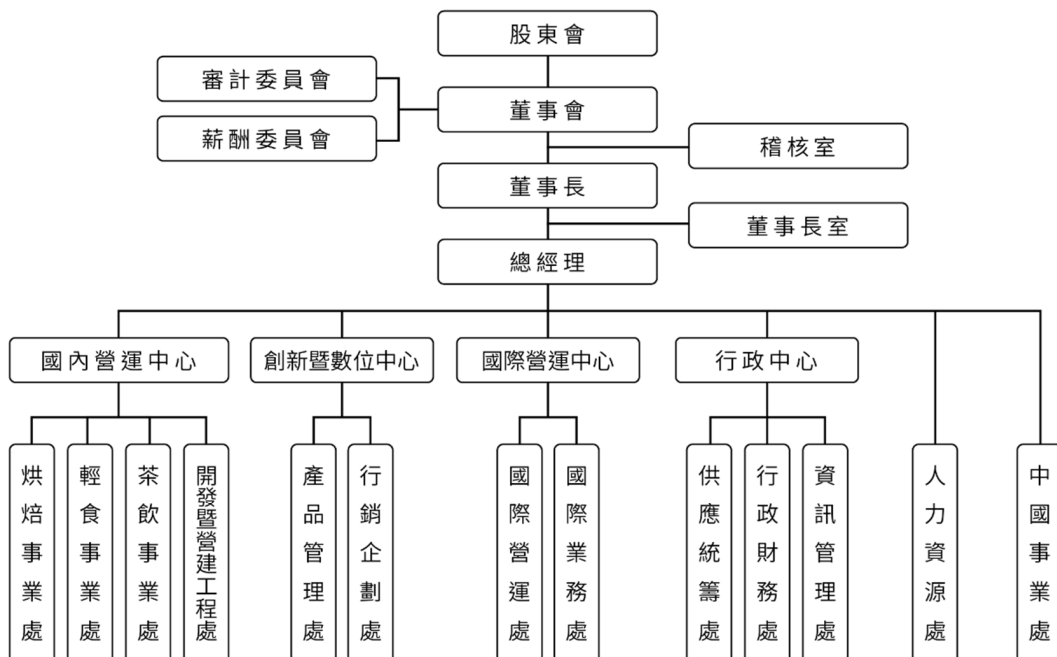 股東會
審計委員會
董事會
薪酬委員會
稽核室
董事長
董事長室
總經理
國內營運中心
創新暨數位中心
國際營運中心
行政中心
烘焙事業處
輕食事業處
茶飲事業處
開發暨營建工程處
產品管理處
行銷企劃處
國際營運處
國際業務處
供應統籌處
行政財務處
資訊管理處
人力資源處
中國事業處